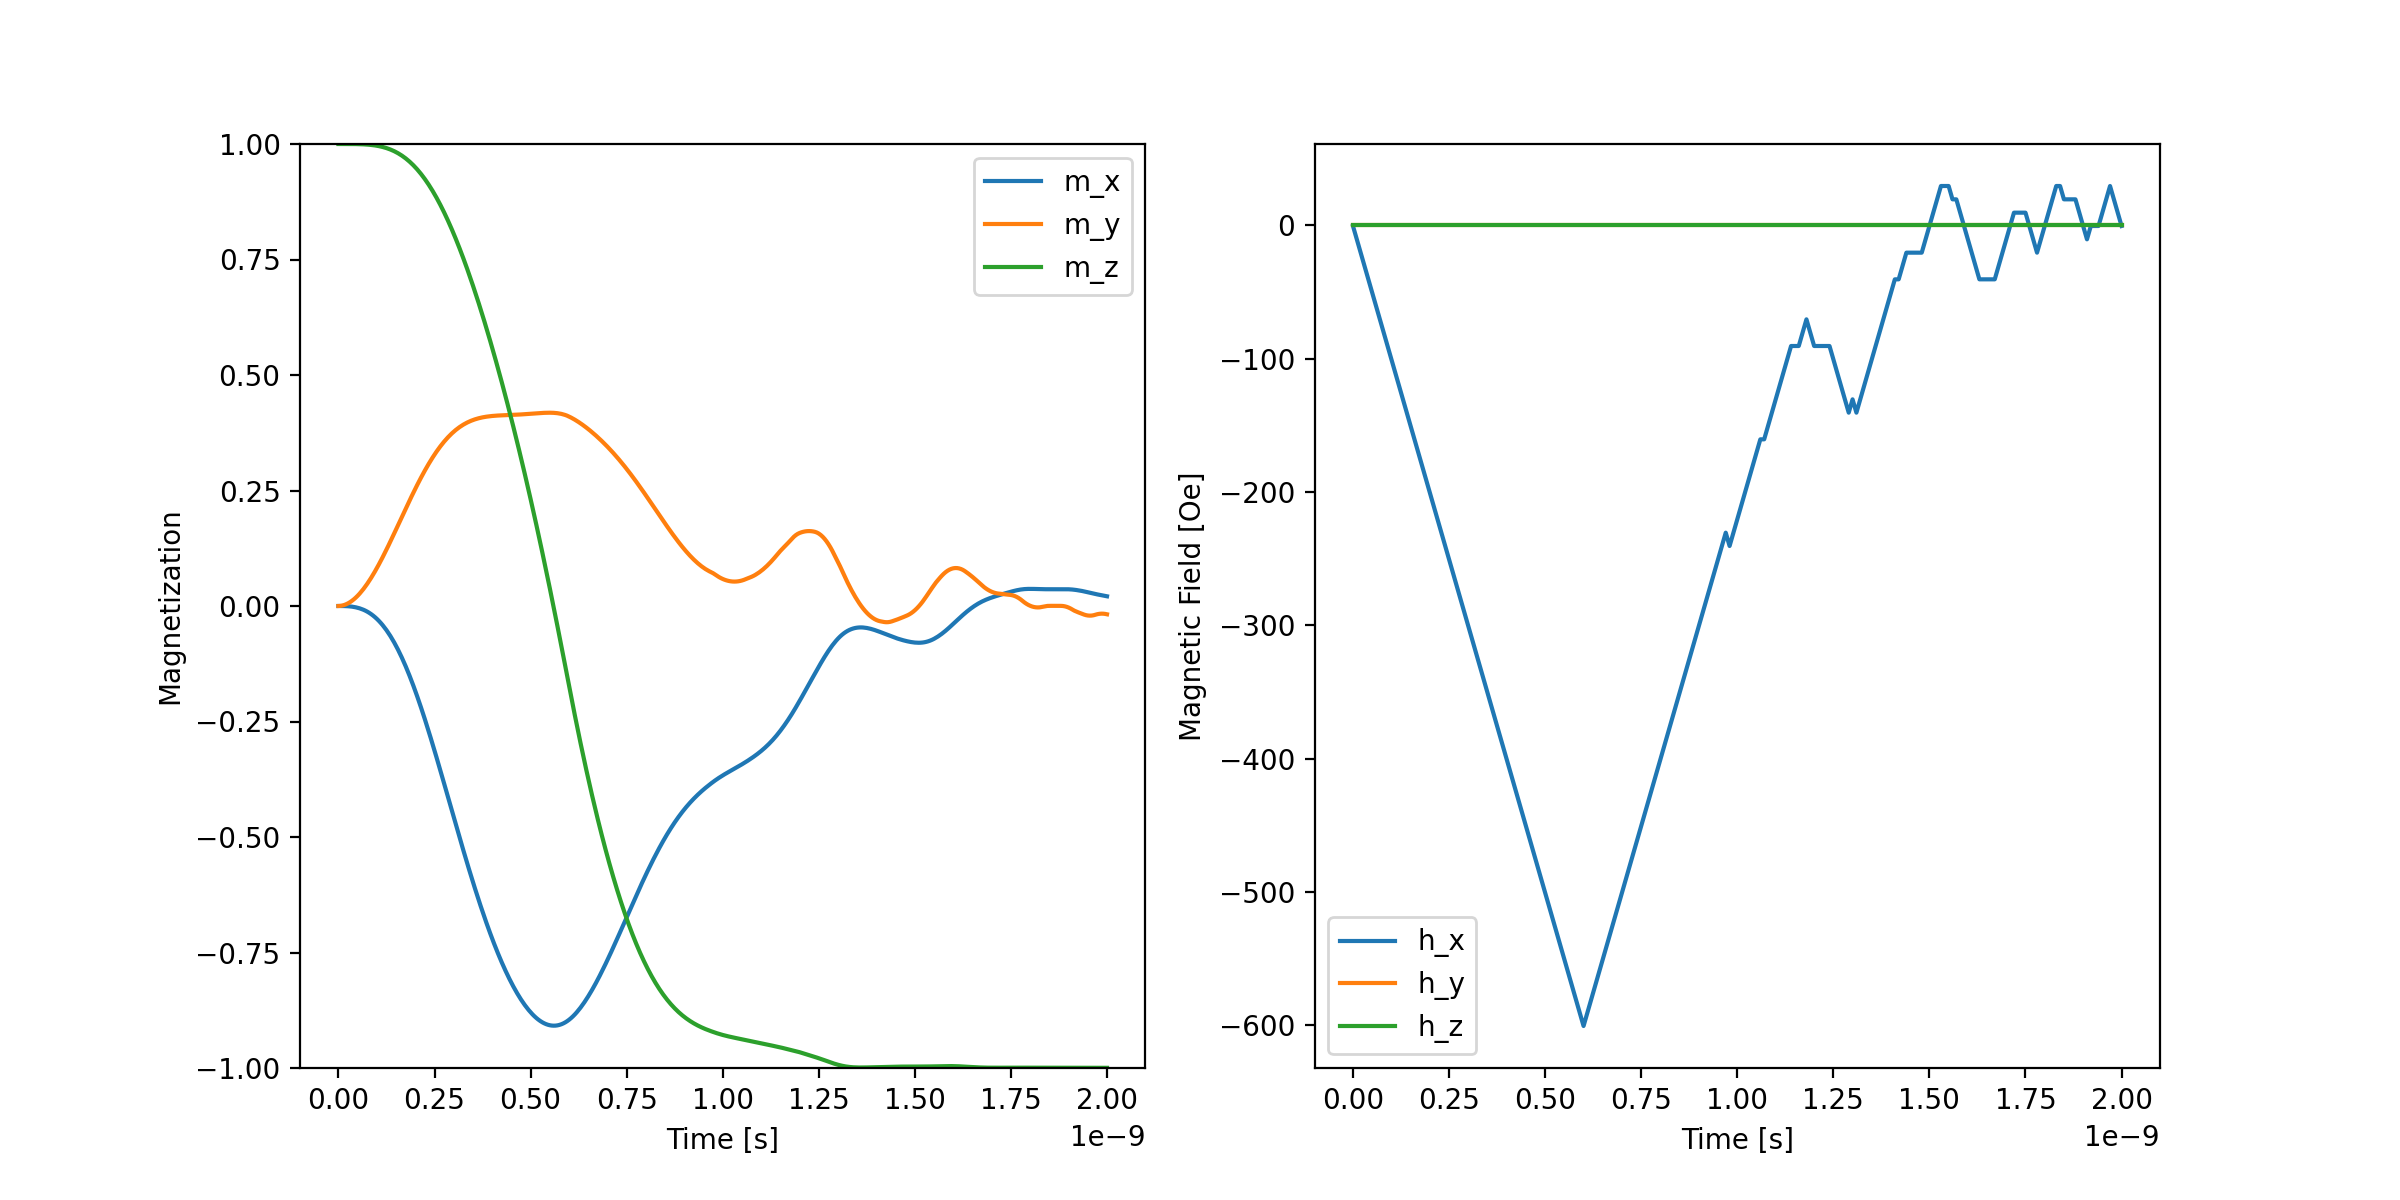 1.00
0.75
0.50
0.25
0.00
−0.25
−0.50
−0.75
−1.00
Magnetization
m_x
m_y
m_z
0.00 0.25 0.50 0.75 1.00 1.25 1.50 1.75 2.00
Time [s]
1e−9
0
−100
−200
−300
−400
−500
−600
Magnetic Field [Oe]
h_x
h_y
h_z
0.00 0.25 0.50 0.75 1.00 1.25 1.50 1.75 2.00
Time [s]
1e−9